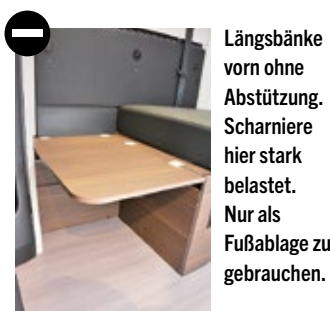 Längsbänke
vorn ohne
Abstützung.
Scharniere
hier stark
belastet.
Nur als
Fußablage zu
gebrauchen.